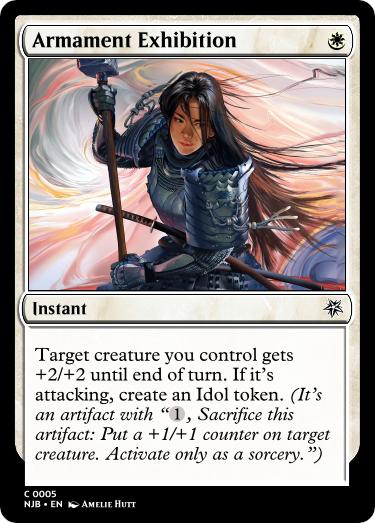 Armament Exhibition
Instant
Target creature you control gets
+2/+2 until end of turn. If it's
attacking, create an Idol token. (It's
an artifact with “1, Sacrifice this
artifact: Put a +1/+1 counter on target
creature. Activate only as a sorcery.”)
C 0005
NJB • EN Amelie Hutt